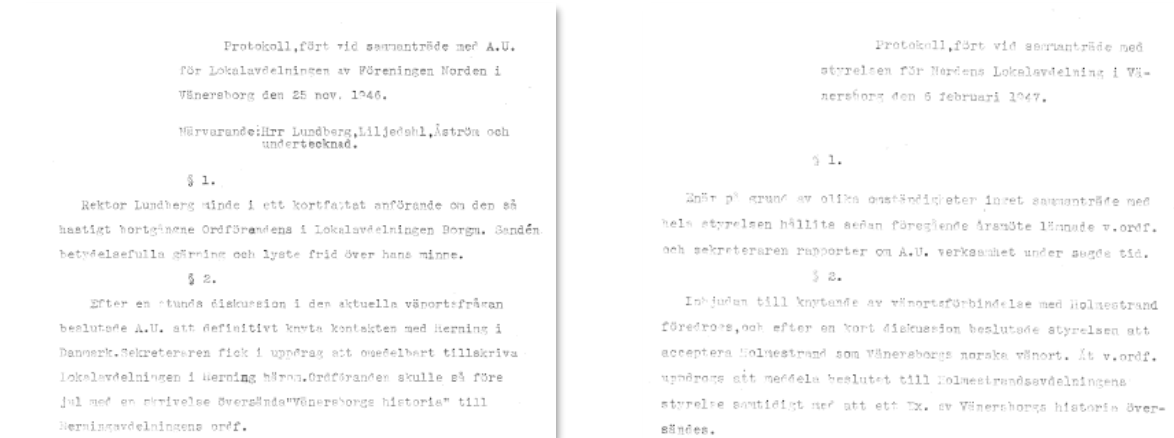 Protokoll,fört vid sammanträde med A.U.
för Lokalavdelningen av Föreningen Norden i
Vänersborg den 25 nov. 1946.
Närvarande:Hrr Lundberg,Liljedahl,Åström och
undertecknad.
§ 1.
Rektor Lundberg minde i ett kortfattat anförande om den så
hastigt bortgångne Ordförandens i Lokalavdelningen Borgm. Sandén
betydelsefulla gärning och lyste frid över hans minne.
§ 2.
Efter en stunds diskussion i den aktuella vänortsfrågan
beslutade A.U. att definitivt knyta kontakten med Herning i
Danmark.Sekreteraren fick i uppdrag att omedelbart tillskriva
lokalavdelningen i Herning härom.Ordföranden skulle så före
jul med en skrivelse översända"Vänersborgs historia" till
Herningavdelningens ordf.
Protokoll,fört vid sammanträde med
styrelsen för Nordens Lokalavdelning i Vä-
nersborg den 6 februari 1947.
§ 1.
Enär på grund av olika omständigheter inget sammanträde med
hela styrelsen hållits sedan föregående årsmöte lämnade v.ordf.
och sekreteraren rapporter om A.U. verksamhet under sagda tid.
§ 2.
Inbjudan till knytande av vänortsförbindelse med Holmestrand
föredrogs,och efter en kort diskussion beslutade styrelsen att
acceptera Holmestrand som Vänersborgs norska vänort. Åt v.ordf.
uppdrogs att meddela beslutet till Holmestrandsavdelningens
styrelse samtidigt med att ett Ex. av Vänersborgs historia över-
sändes.